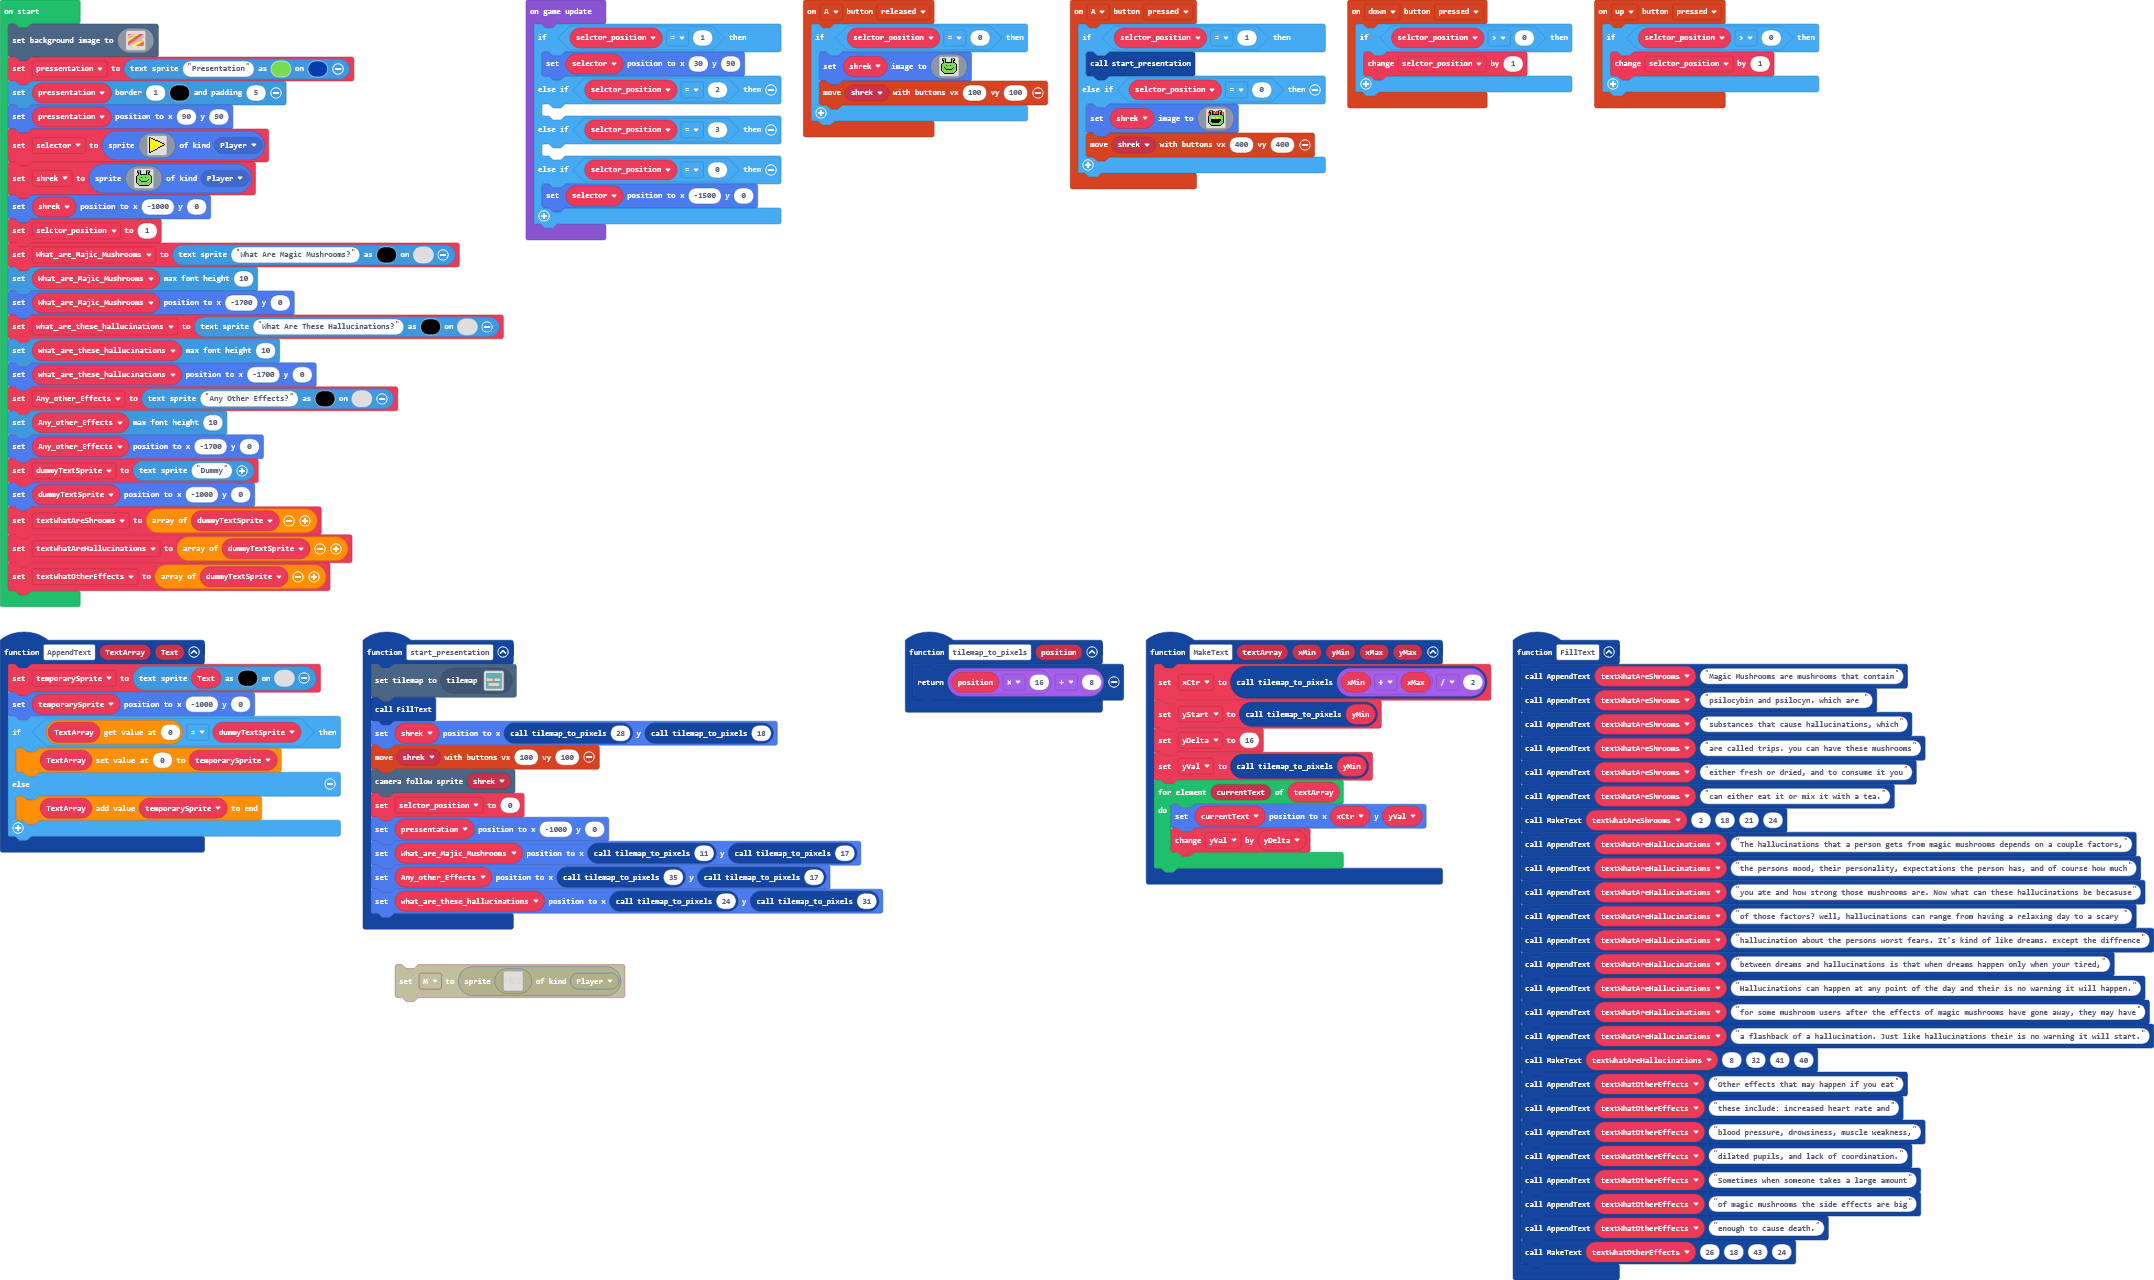 on start
set background image to
set pressentation to text sprite "Presentation" as on
set pressentation border 1 and padding 5
set pressentation position to x 90 y 90
set selector to sprite of kind Player
set shrek to sprite of kind Player
set shrek position to x -1000 y 0
set selctor_position to 1
set What_are_Majic_Mushrooms to text sprite "What Are Magic Mushrooms?" as on
set What_are_Majic_Mushrooms max font height 10
set What_are_Majic_Mushrooms position to x -1700 y 0
set what_are_these_hallucinations to text sprite "What Are These Hallucinations?" as on
set what_are_these_hallucinations max font height 10
set what_are_these_hallucinations position to x -1700 y 0
set Any_other_Effects to text sprite "Any Other Effects?" as on
set Any_other_Effects max font height 10
set Any_other_Effects position to x -1700 y 0
set dummyTextSprite to text sprite "Dummy"
set dummyTextSprite position to x -1000 y 0
set textWhatAreShrooms to array of dummyTextSprite
set textWhatAreHallucinations to array of dummyTextSprite
set textWhatOtherEffects to array of dummyTextSprite
on game update
if selctor_position = 1 then
set selector position to x 30 y 90
else if selctor_position = 2 then
else if selctor_position = 3 then
else if selctor_position = 0 then
set selector position to x -1500 y 0
on A button released
if selctor_position = 0 then
set shrek image to
move shrek with buttons vx 100 vy 100
on A button pressed
if selctor_position = 1 then
call start_presentation
else if selctor_position = 0 then
set shrek image to
move shrek with buttons vx 400 vy 400
on down button pressed
if selctor_position > 0 then
change selctor_position by 1
on up button pressed
if selctor_position > 0 then
change selctor_position by 1
function AppendText TextArray Text
set temporarySprite to text sprite Text as on
set temporarySprite position to x -1000 y 0
if TextArray get value at 0 = dummyTextSprite then
TextArray set value at 0 to temporarySprite
else
TextArray add value temporarySprite to end
function start_presentation
set tilemap to tilemap
call FillText
set shrek position to x call tilemap_to_pixels 28 y call tilemap_to_pixels 18
move shrek with buttons vx 100 vy 100
camera follow sprite shrek
set selctor_position to 0
set pressentation position to x -1000 y 0
set What_are_Majic_Mushrooms position to x call tilemap_to_pixels 11 y call tilemap_to_pixels 17
set Any_other_Effects position to x call tilemap_to_pixels 35 y call tilemap_to_pixels 17
set what_are_these_hallucinations position to x call tilemap_to_pixels 24 y call tilemap_to_pixels 31
set M to sprite of kind Player
function tilemap_to_pixels position
return position x 16 + 8
function MakeText textArray xMin yMin xMax yMax
set xCtr to call tilemap_to_pixels xMin + xMax / 2
set yStart to call tilemap_to_pixels yMin
set yDelta to 16
set yVal to call tilemap_to_pixels yMin
for element currentText of textArray
do set currentText position to x xCtr y yVal
change yVal by yDelta
function FillText
call AppendText textWhatAreShrooms "Magic Mushrooms are mushrooms that contain"
call AppendText textWhatAreShrooms "psilocybin and psilocyn. which are "
call AppendText textWhatAreShrooms "substances that cause hallucinations, which"
call AppendText textWhatAreShrooms "are called trips. you can have these mushrooms"
call AppendText textWhatAreShrooms "either fresh or dried, and to consume it you"
call AppendText textWhatAreShrooms "can either eat it or mix it with a tea."
call MakeText textWhatAreShrooms 2 18 21 24
call AppendText textWhatAreHallucinations "The hallucinations that a person gets from magic mushrooms depends on a couple factors,"
call AppendText textWhatAreHallucinations "the persons mood, their personality, expectations the person has, and of course how much"
call AppendText textWhatAreHallucinations "you ate and how strong those mushrooms are. Now what can these hallucinations be becasuse"
call AppendText textWhatAreHallucinations "of those factors? well, hallucinations can range from having a relaxing day to a scary "
call AppendText textWhatAreHallucinations "hallucination about the persons worst fears. It's kind of like dreams. except the diffrence"
call AppendText textWhatAreHallucinations "between dreams and hallucinations is that when dreams happen only when your tired,"
call AppendText textWhatAreHallucinations "Hallucinations can happen at any point of the day and their is no warning it will happen."
call AppendText textWhatAreHallucinations "for some mushroom users after the effects of magic mushrooms have gone away, they may have"
call AppendText textWhatAreHallucinations "a flashback of a hallucination. Just like hallucinations their is no warning it will start."
call MakeText textWhatAreHallucinations 8 32 41 40
call AppendText textWhatOtherEffects "Other effects that may happen if you eat"
call AppendText textWhatOtherEffects "these include: increased heart rate and"
call AppendText textWhatOtherEffects "blood pressure, drowsiness, muscle weakness,"
call AppendText textWhatOtherEffects "dilated pupils, and lack of coordination."
call AppendText textWhatOtherEffects "Sometimes when someone takes a large amount"
call AppendText textWhatOtherEffects "of magic mushrooms the side effects are big"
call AppendText textWhatOtherEffects "enough to cause death."
call MakeText textWhatOtherEffects 26 18 43 24